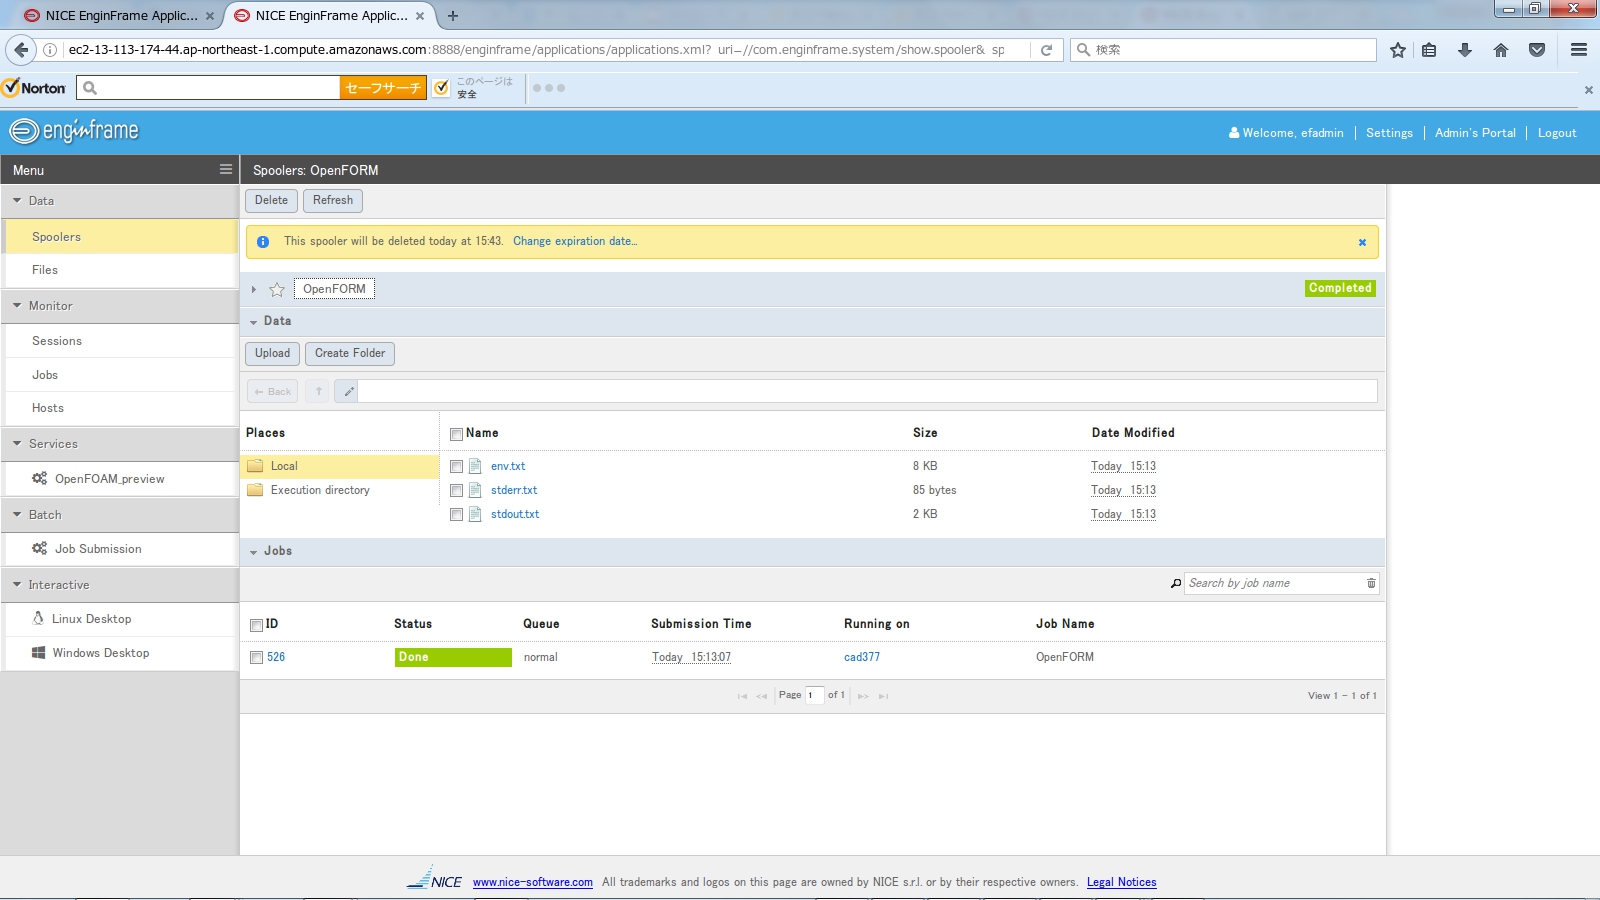 NICE EnginFrame Applic...
NICE EnginFrame Applic...
ec2-13-113-174-44.ap-northeast-1.compute.amazonaws.com:8888/enginframe/applications/applications.xml?_uri=//com.enginframe.system/show.spooler&_sp
検索
Norton
セーフサーチ
このページは
安全
enginframe
Welcome, efadmin
Settings
Admin's Portal
Logout
Menu
Spoolers: OpenFORM
Data
Spoolers
Files
Monitor
Sessions
Jobs
Hosts
Services
OpenFOAM_preview
Batch
Job Submission
Interactive
Linux Desktop
Windows Desktop
Delete
Refresh
This spooler will be deleted today at 15:43. Change expiration date...
OpenFORM
Completed
Data
Upload
Create Folder
Back
Places
Name
Size
Date Modified
Local
env.txt
8 KB
Today 15:13
Execution directory
stderr.txt
85 bytes
Today 15:13
stdout.txt
2 KB
Today 15:13
Jobs
Search by job name
ID
Status
Queue
Submission Time
Running on
Job Name
526
Done
normal
Today 15:13:07
cad377
OpenFORM
Page 1 of 1
View 1 - 1 of 1
NICE
www.nice-software.com All trademarks and logos on this page are owned by NICE s.r.l. or by their respective owners. Legal Notices